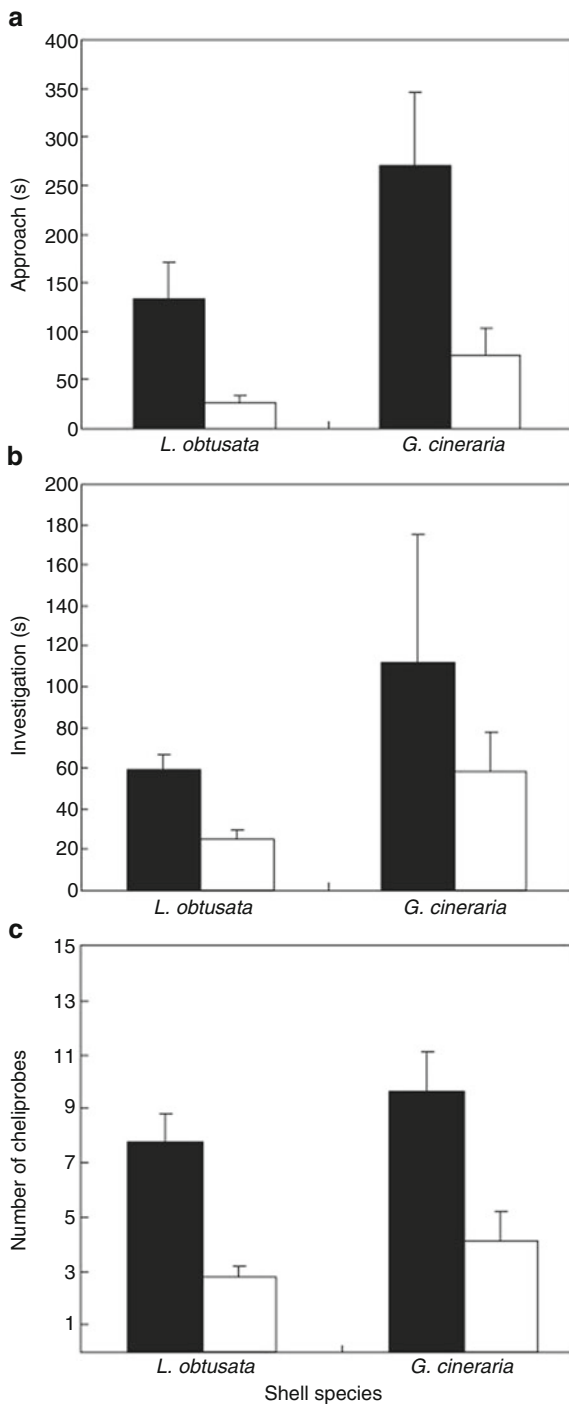 a
400
350
300
250
200
150
100
50
0
Approach (s)
L. obtusata G. cineraria
b
200
180
160
140
120
100
80
60
40
20
0
Investigation (s)
L. obtusata G. cineraria
c
15
13
11
9
7
5
3
1
Number of cheliprobes
L. obtusata G. cineraria
Shell species